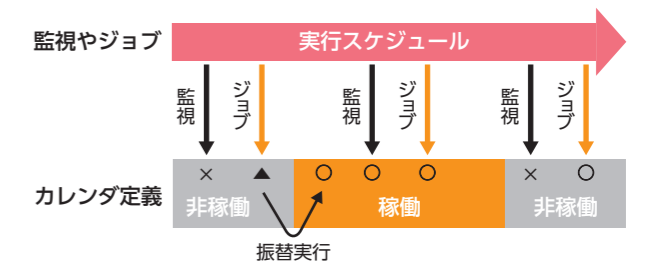 監視やジョブ
実行スケジュール
監視
ジョブ
監視
ジョブ
監視
ジョブ
× ▲ ○ ○ ○ × ○
カレンダ定義
非稼働
稼働
非稼働
振替実行